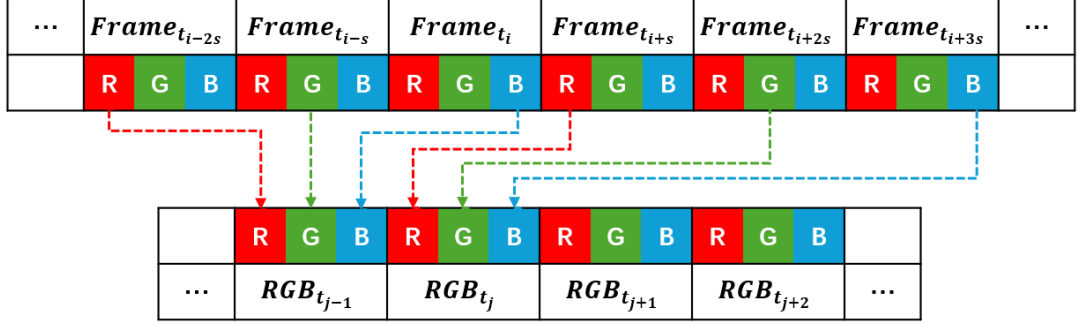 ... Frame_{t_{i-2s}} Frame_{t_{i-s}} Frame_{t_i} Frame_{t_{i+s}} Frame_{t_{i+2s}} Frame_{t_{i+3s}} ...
R G B R G B R G B R G B R G B R G B
R G B R G B R G B R G B
... RGB_{t_{j-1}} RGB_{t_j} RGB_{t_{j+1}} RGB_{t_{j+2}} ...